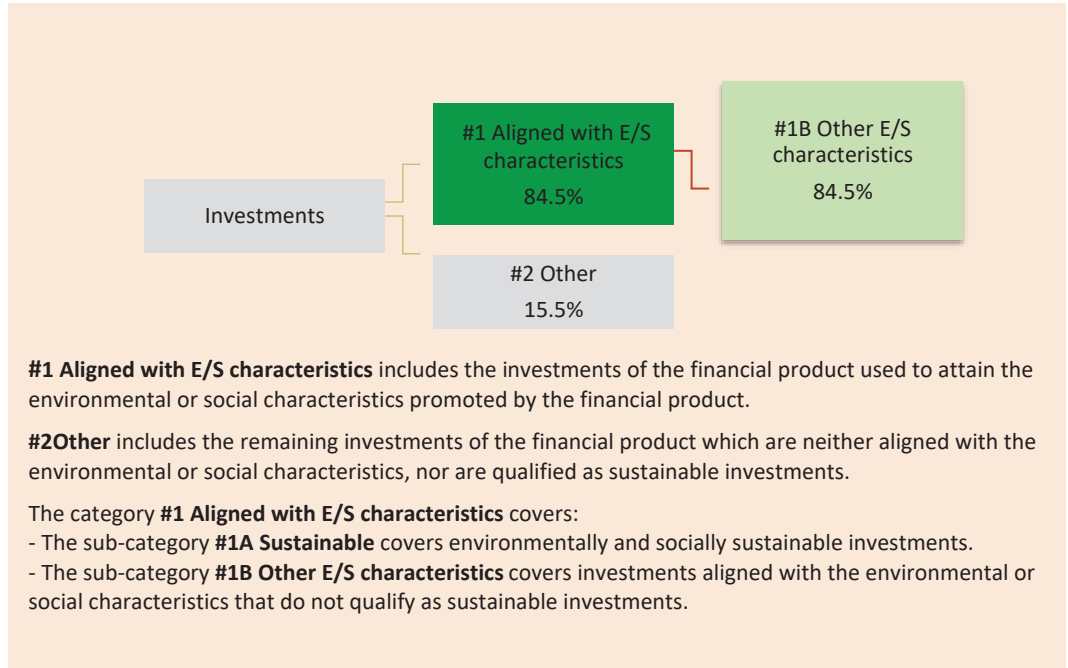 #1 Aligned with E/S
characteristics
84.5%
#1B Other E/S
characteristics
84.5%
Investments
#2 Other
15.5%
#1 Aligned with E/S characteristics includes the investments of the financial product used to attain the
environmental or social characteristics promoted by the financial product.
#2Other includes the remaining investments of the financial product which are neither aligned with the
environmental or social characteristics, nor are qualified as sustainable investments.
The category #1 Aligned with E/S characteristics covers:
- The sub-category #1A Sustainable covers environmentally and socially sustainable investments.
- The sub-category #1B Other E/S characteristics covers investments aligned with the environmental or
social characteristics that do not qualify as sustainable investments.